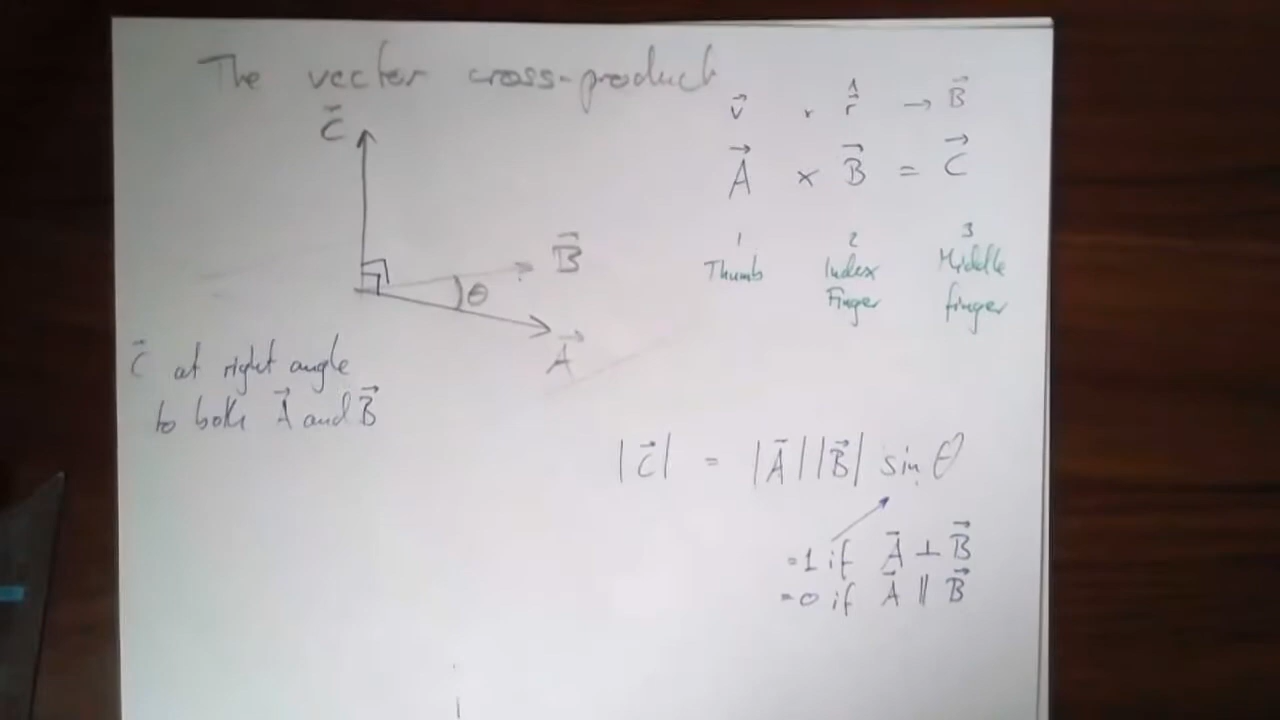 The vector cross-product
C⃗
B⃗
θ
A⃗
C⃗ at right angle
to both A⃗ and B⃗
v⃗ × r̂ → B⃗
A⃗ × B⃗ = C⃗
1 2 3
Thumb Index Middle
Finger finger
|C⃗| = |A⃗||B⃗| sin θ
=1 if A⃗ ⊥ B⃗
=0 if A⃗ ∥ B⃗